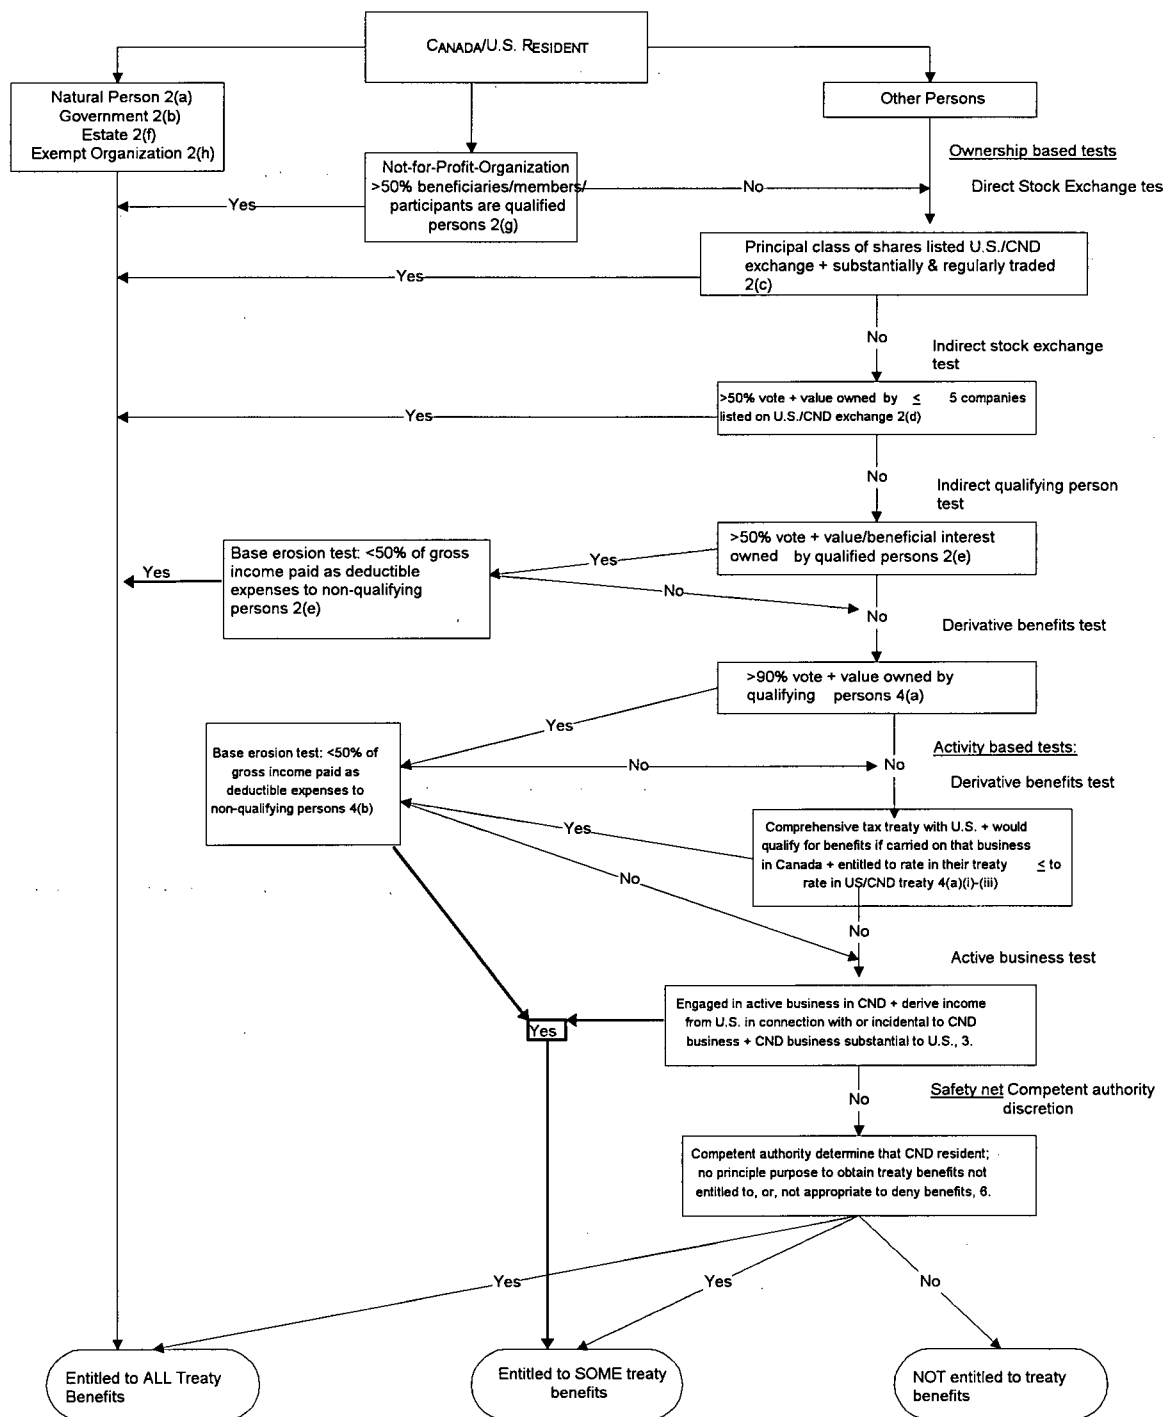 CANADA/U.S. RESIDENT
Natural Person 2(a)
Government 2(b)
Estate 2(f)
Exempt Organization 2(h)
Other Persons
Ownership based tests
Not-for-Profit-Organization
>50% beneficiaries/members/
participants are qualified
persons 2(g)
No
Direct Stock Exchange tes
Yes
Principal class of shares listed U.S./CND
exchange + substantially & regularly traded
2(c)
Yes
No
Indirect stock exchange
test
>50% vote + value owned by ≤ 5 companies
listed on U.S./CND exchange 2(d)
Yes
No
Indirect qualifying person
test
>50% vote + value/beneficial interest
owned by qualified persons 2(e)
Base erosion test: <50% of gross
income paid as deductible
expenses to non-qualifying
persons 2(e)
Yes
Yes
No
No
Derivative benefits test
>90% vote + value owned by
qualifying persons 4(a)
Yes
Base erosion test: <50% of
gross income paid as
deductible expenses to
non-qualifying persons 4(b)
No
No
Activity based tests:
Derivative benefits test
Comprehensive tax treaty with U.S. + would
qualify for benefits if carried on that business
in Canada + entitled to rate in their treaty ≤ to
rate in US/CND treaty 4(a)(i)-(iii)
Yes
No
No
Active business test
Engaged in active business in CND + derive income
from U.S. in connection with or incidental to CND
business + CND business substantial to U.S., 3.
Yes
No
Safety net Competent authority
discretion
Competent authority determine that CND resident;
no principle purpose to obtain treaty benefits not
entitled to, or, not appropriate to deny benefits, 6.
Yes
Yes
No
Entitled to ALL Treaty
Benefits
Entitled to SOME treaty
benefits
NOT entitled to treaty
benefits